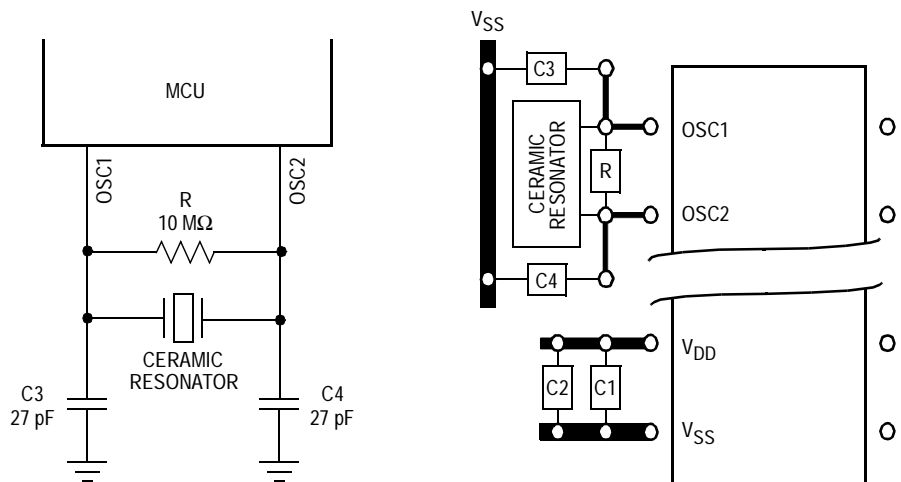 MCU
OSC1
OSC2
R
10 MΩ
CERAMIC
RESONATOR
C3
27 pF
C4
27 pF
VSS
C3
CERAMIC
RESONATOR
R
C4
OSC1
OSC2
VDD
C2
C1
VSS